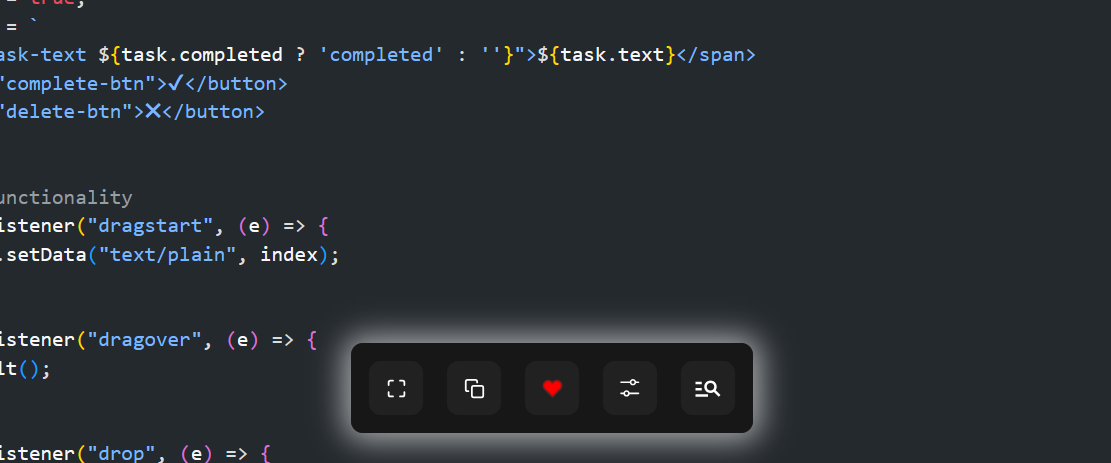 = true;
= `
ask-text ${task.completed ? 'completed' : ''}">${task.text}</span>
"complete-btn">✔</button>
"delete-btn">❌</button>
unctionality
istener("dragstart", (e) => {
.setData("text/plain", index);
istener("dragover", (e) => {
lt();
istener("drop", (e) => {